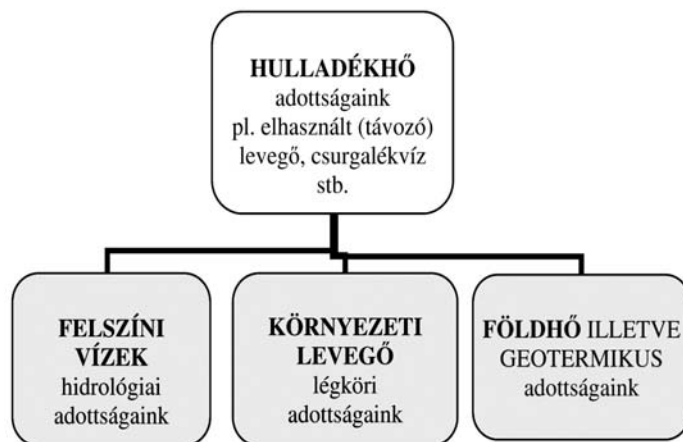 HULLADÉKHŐ
adottságaink
pl. elhasznált (távozó)
levegő, csurgalékvíz
stb.
FELSZÍNI
VÍZEK
hidrológiai
adottságaink
KÖRNYEZETI
LEVEGŐ
légköri
adottságaink
FÖLDHŐ ILLETVE
GEOTERMIKUS
adottságaink